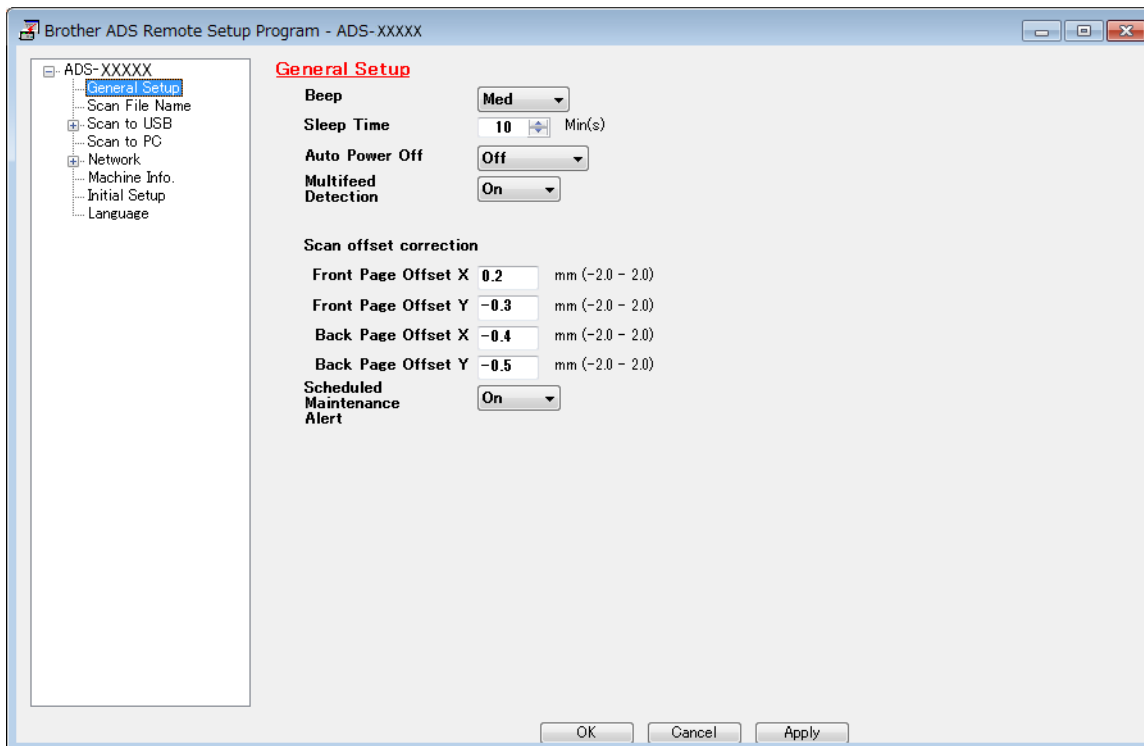 Brother ADS Remote Setup Program - ADS-XXXXX
ADS-XXXXX
General Setup
Scan File Name
Scan to USB
Scan to PC
Network
Machine Info.
Initial Setup
Language
General Setup
Beep Med
Sleep Time 10 Min(s)
Auto Power Off Off
Multifeed
Detection On
Scan offset correction
Front Page Offset X 0.2 mm (-2.0 - 2.0)
Front Page Offset Y -0.3 mm (-2.0 - 2.0)
Back Page Offset X -0.4 mm (-2.0 - 2.0)
Back Page Offset Y -0.5 mm (-2.0 - 2.0)
Scheduled
Maintenance On
Alert
OK Cancel Apply